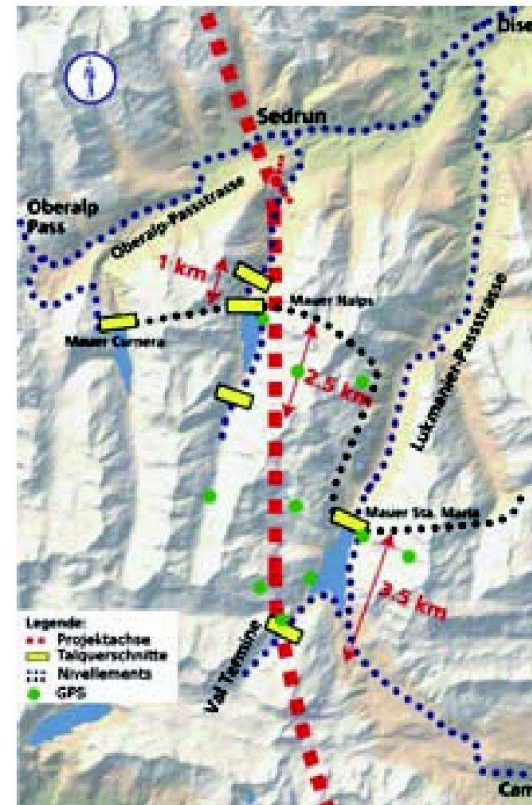 Dise
Sedrun
Oberalp
Pass
Oberalp-Passstrasse
1 km
Mauer Nalps
Mauer Curnera
2.5 km
Lukmanier-Passstrasse
Mauer Sta. Maria
3.5 km
Val Termine
Legende:
Projektachse
Talquerschnitte
Nivellements
GPS